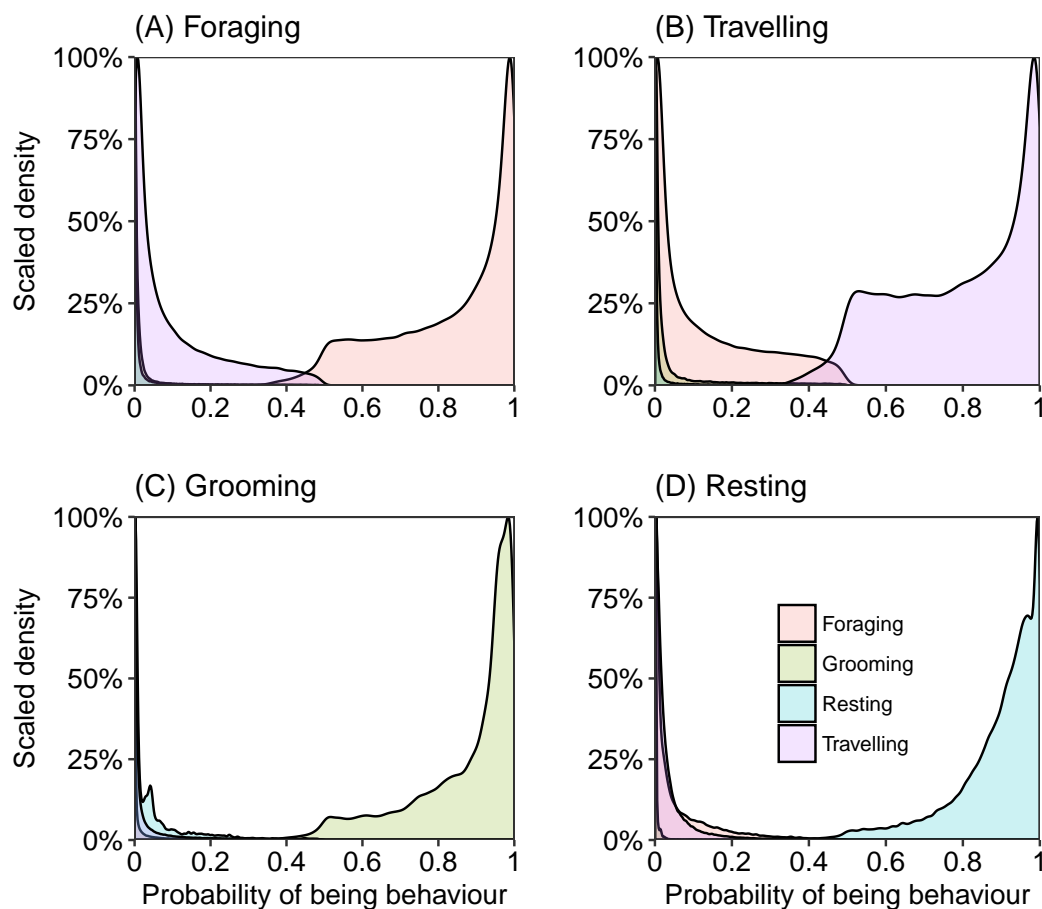 (A) Foraging
(B) Travelling
100%
75%
50%
25%
0%
Scaled density
0 0.2 0.4 0.6 0.8 1
100%
75%
50%
25%
0%
0 0.2 0.4 0.6 0.8 1
(C) Grooming
(D) Resting
100%
75%
50%
25%
0%
Scaled density
0 0.2 0.4 0.6 0.8 1
Probability of being behaviour
100%
75%
50%
25%
0%
Foraging
Grooming
Resting
Travelling
0 0.2 0.4 0.6 0.8 1
Probability of being behaviour